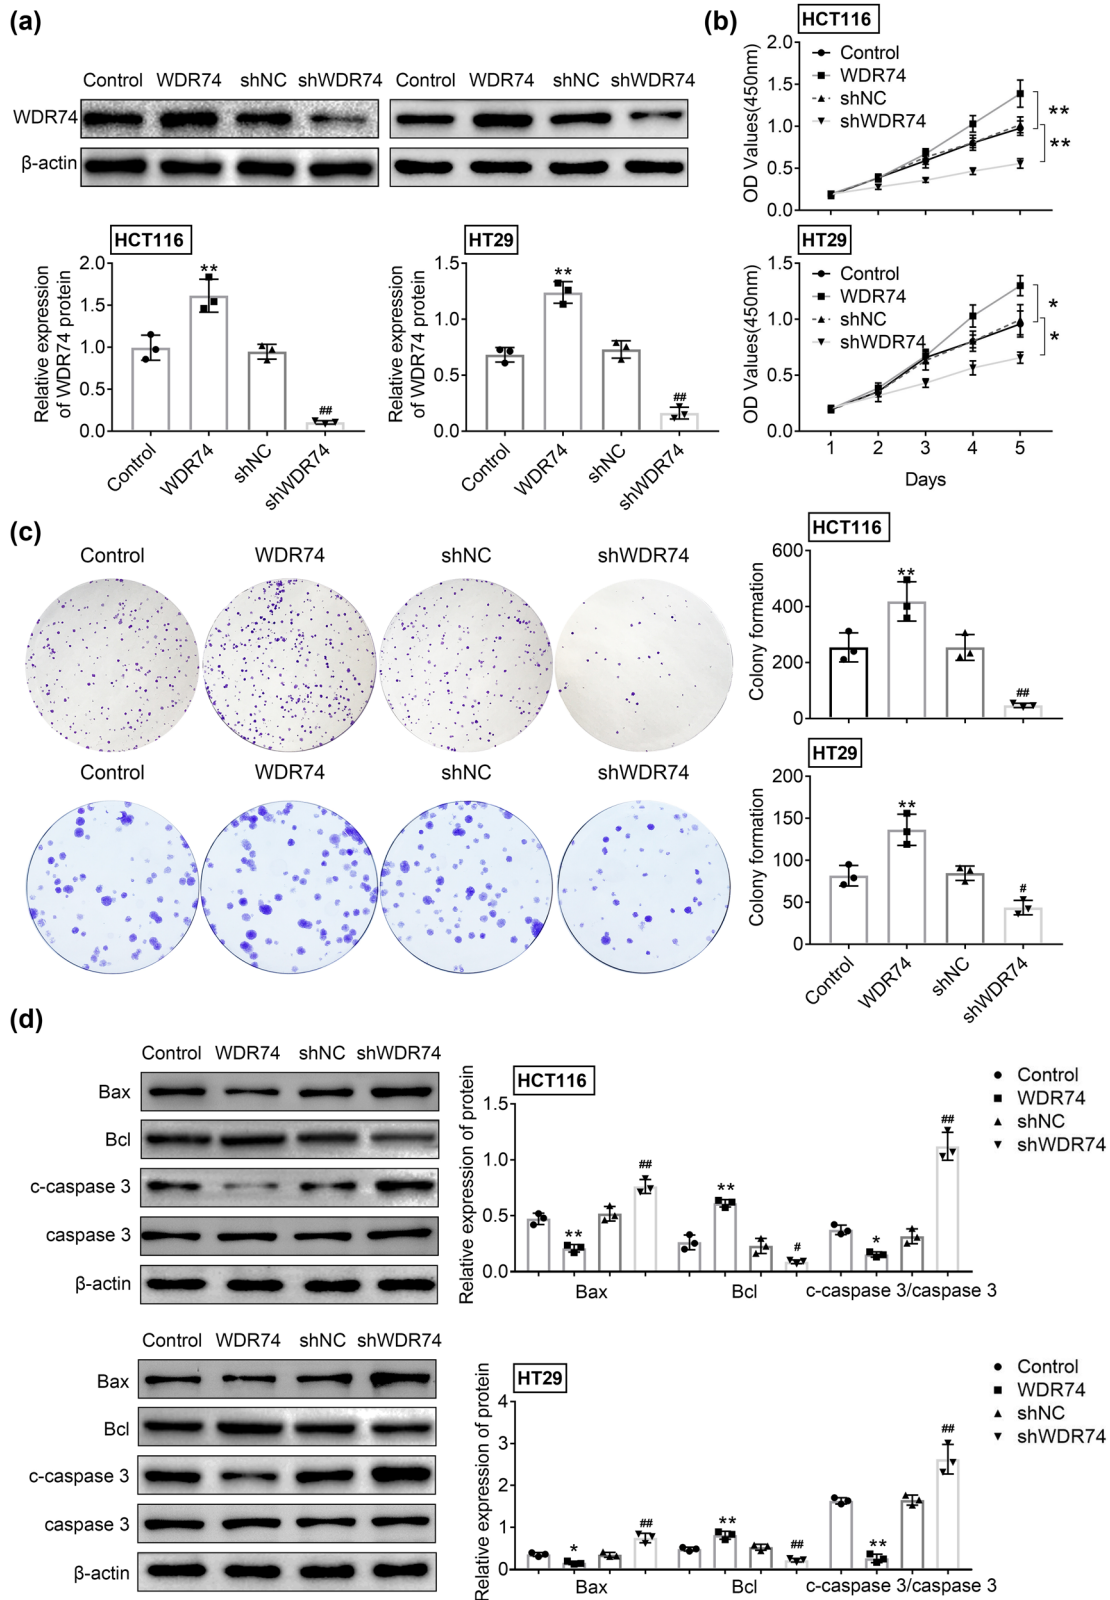 (a)
Control WDR74 shNC shWDR74 Control WDR74 shNC shWDR74
WDR74
β-actin
HCT116
Relative expression
of WDR74 protein
2.0
1.5
1.0
0.5
0.0
**
##
Control WDR74 shNC shWDR74
HT29
Relative expression
of WDR74 protein
1.5
1.0
0.5
0.0
**
##
Control WDR74 shNC shWDR74
(b)
HCT116
OD Values(450nm)
2.0
1.5
1.0
0.5
0.0
Control
WDR74
shNC
shWDR74
**
**
HT29
OD Values(450nm)
1.5
1.0
0.5
0.0
Control
WDR74
shNC
shWDR74
*
*
1 2 3 4 5
Days
(c)
Control WDR74 shNC shWDR74
Control WDR74 shNC shWDR74
HCT116
Colony formation
600
400
200
0
**
##
HT29
Colony formation
200
150
100
50
0
**
#
Control WDR74 shNC shWDR74
(d)
Control WDR74 shNC shWDR74
Bax
Bcl
c-caspase 3
caspase 3
β-actin
HCT116
Relative expression of protein
1.5
1.0
0.5
0.0
**
##
**
#
*
##
Bax Bcl c-caspase 3/caspase 3
Control
WDR74
shNC
shWDR74
Control WDR74 shNC shWDR74
Bax
Bcl
c-caspase 3
caspase 3
β-actin
HT29
Relative expression of protein
4
3
2
1
0
*
##
**
##
**
##
Bax Bcl c-caspase 3/caspase 3
Control
WDR74
shNC
shWDR74